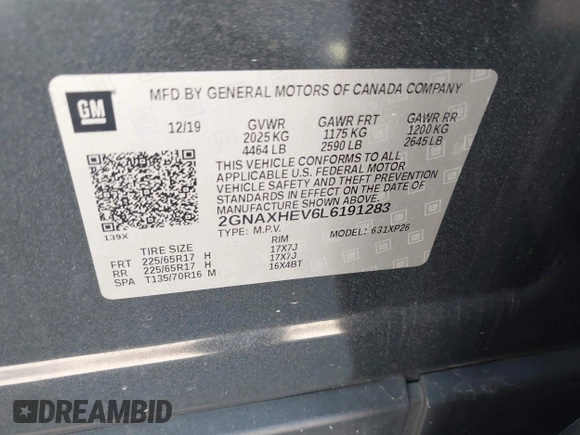 GM
MFD BY GENERAL MOTORS OF CANADA COMPANY
12/19 GVWR GAWR FRT GAWR RR
2025 KG 1175 KG 1200 KG
4464 LB 2590 LB 2645 LB
THIS VEHICLE CONFORMS TO ALL
APPLICABLE U.S. FEDERAL MOTOR
VEHICLE SAFETY AND THEFT PREVENTION
STANDARDS IN EFFECT ON THE DATE OF
MANUFACTURE SHOWN ABOVE.
2GNAXHEV6L6191283
139X
TYPE: M.P.V. MODEL: 631XP26
TIRE SIZE RIM
FRT 225/65R17 H 17X7J
RR 225/65R17 H 17X7J
SPA T135/70R16 M 16X4BT
DREAMBID